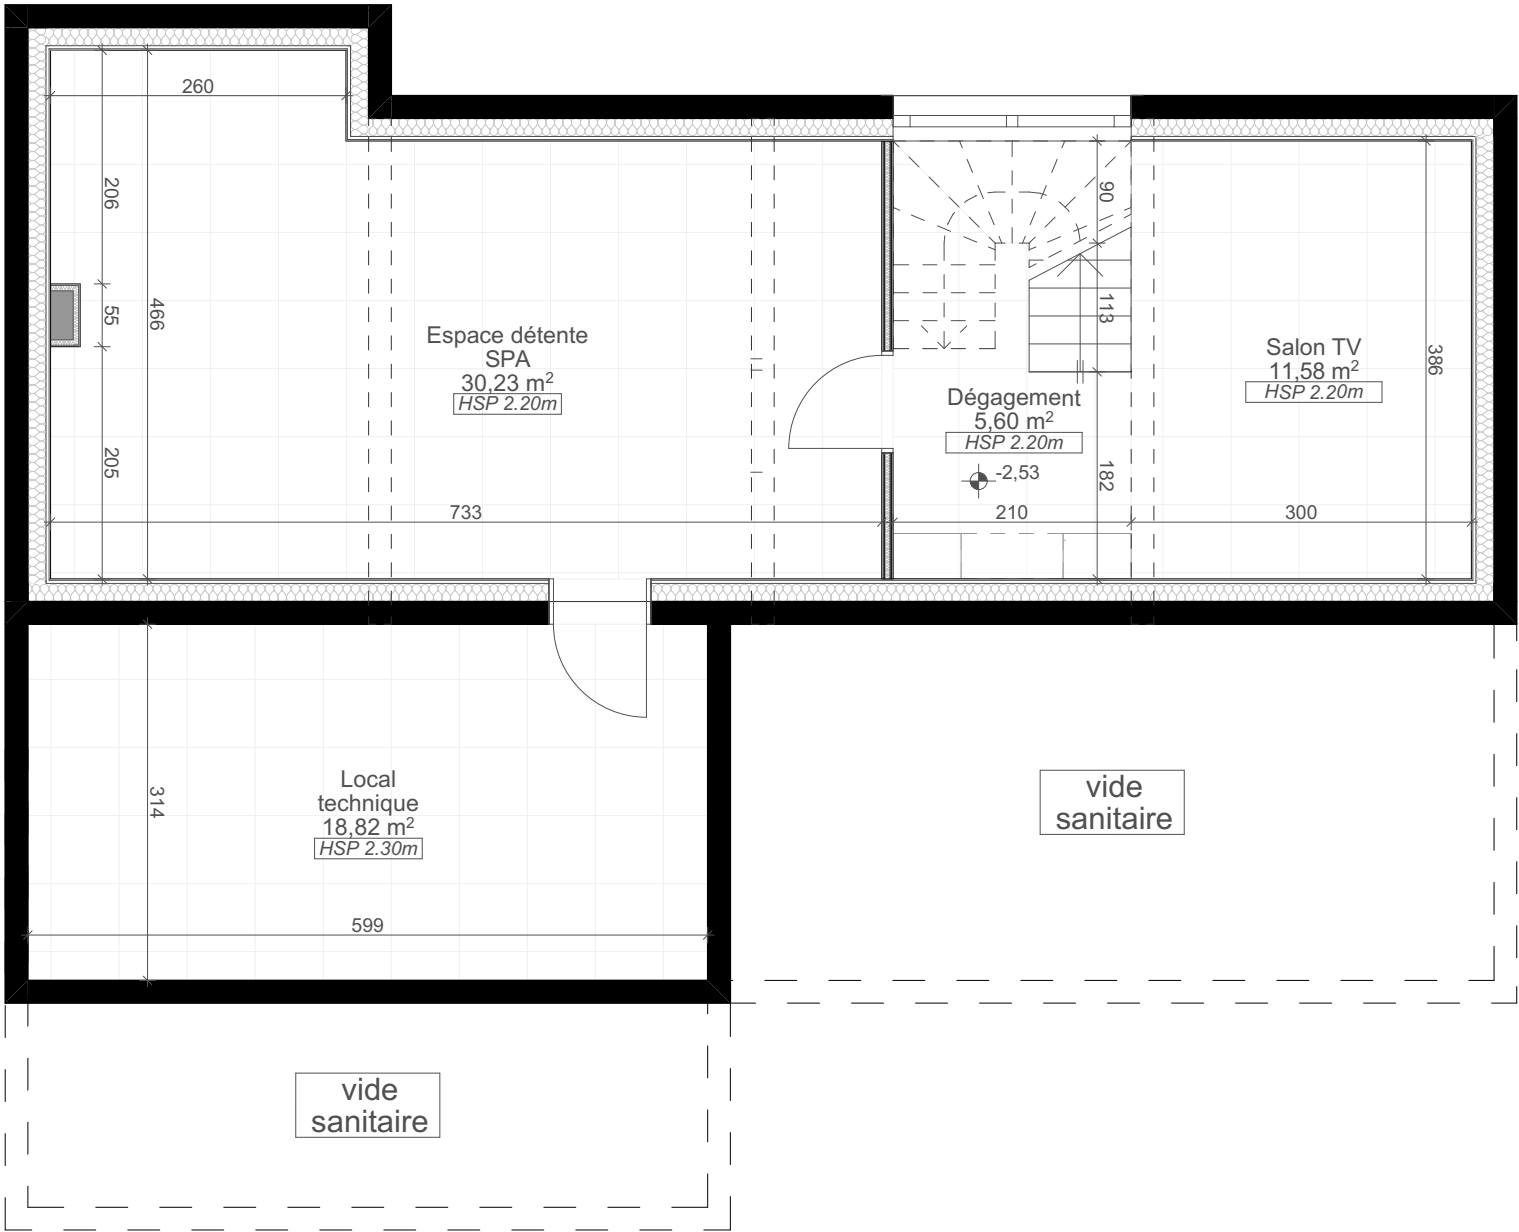 260
206
55
466
205
Espace détente
SPA
30,23 m²
HSP 2.20m
733
90
113
Dégagement
5,60 m²
HSP 2.20m
-2,53
182
210
Salon TV
11,58 m²
HSP 2.20m
386
300
314
Local
technique
18,82 m²
HSP 2.30m
599
vide
sanitaire
vide
sanitaire